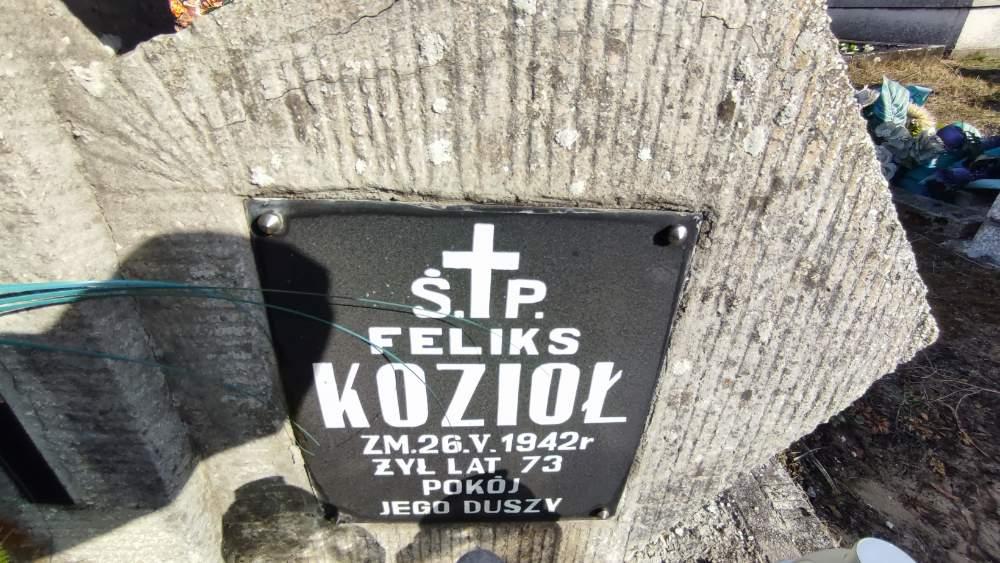 Ś.P.
FELIKS
KOZIOŁ
ZM.26.V.1942r
ŻYŁ LAT 73
POKÓJ
JEGO DUSZY